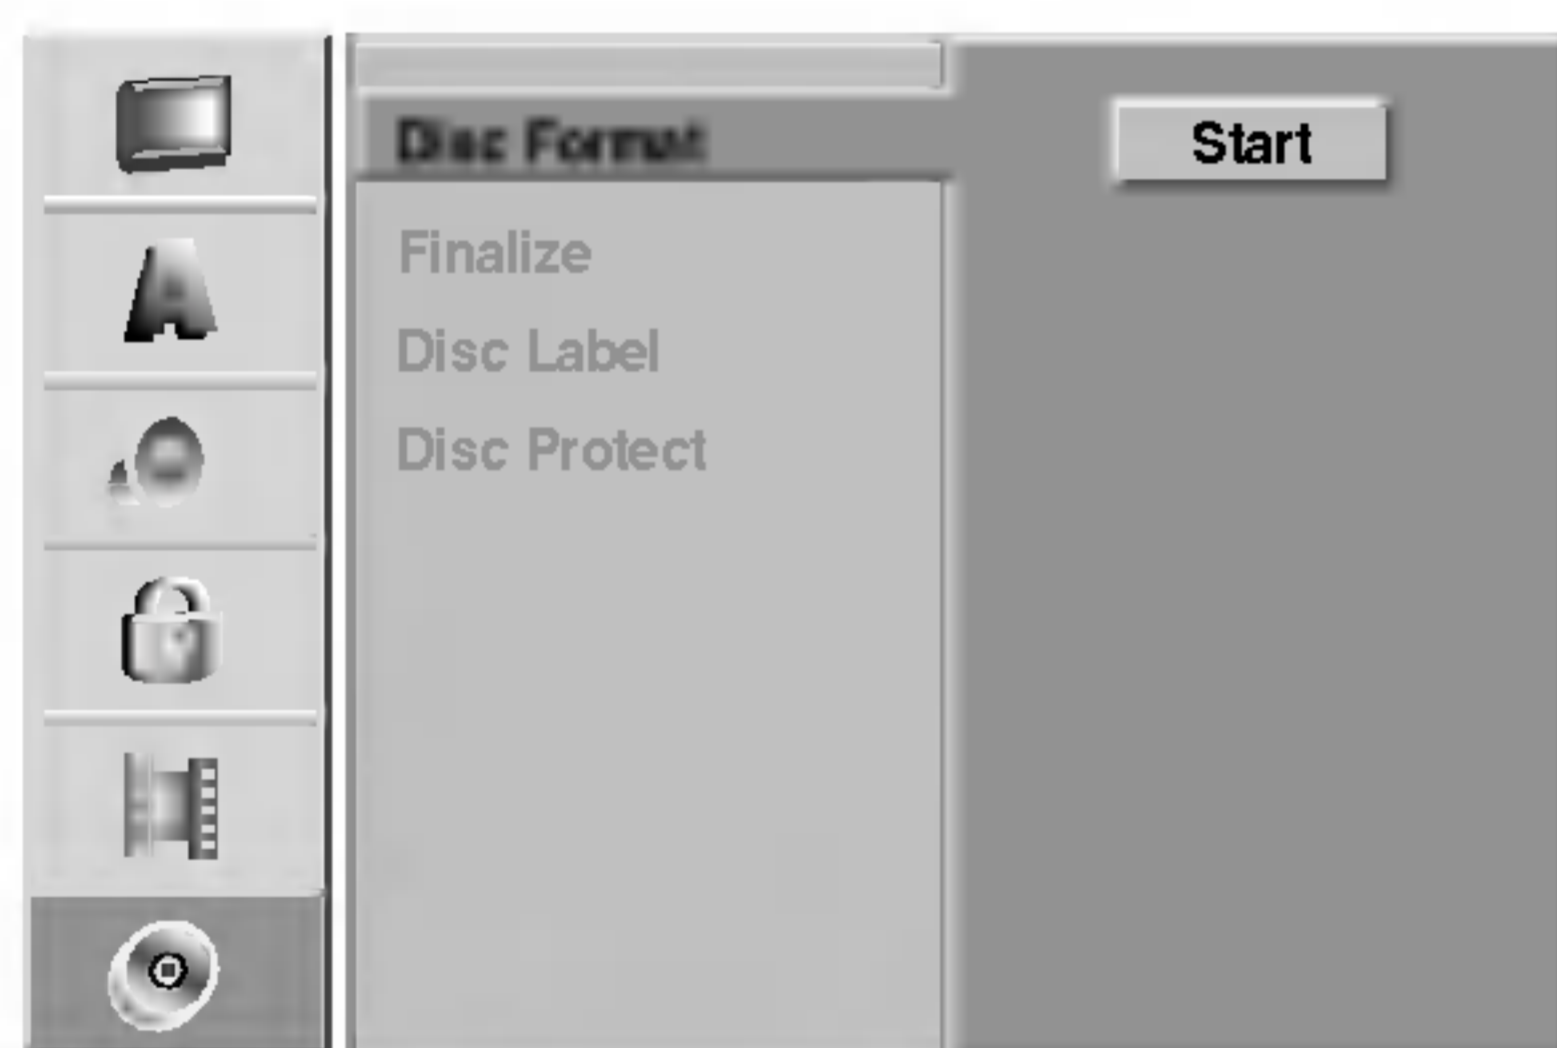 Disc Format
Start
Finalize
Disc Label
Disc Protect